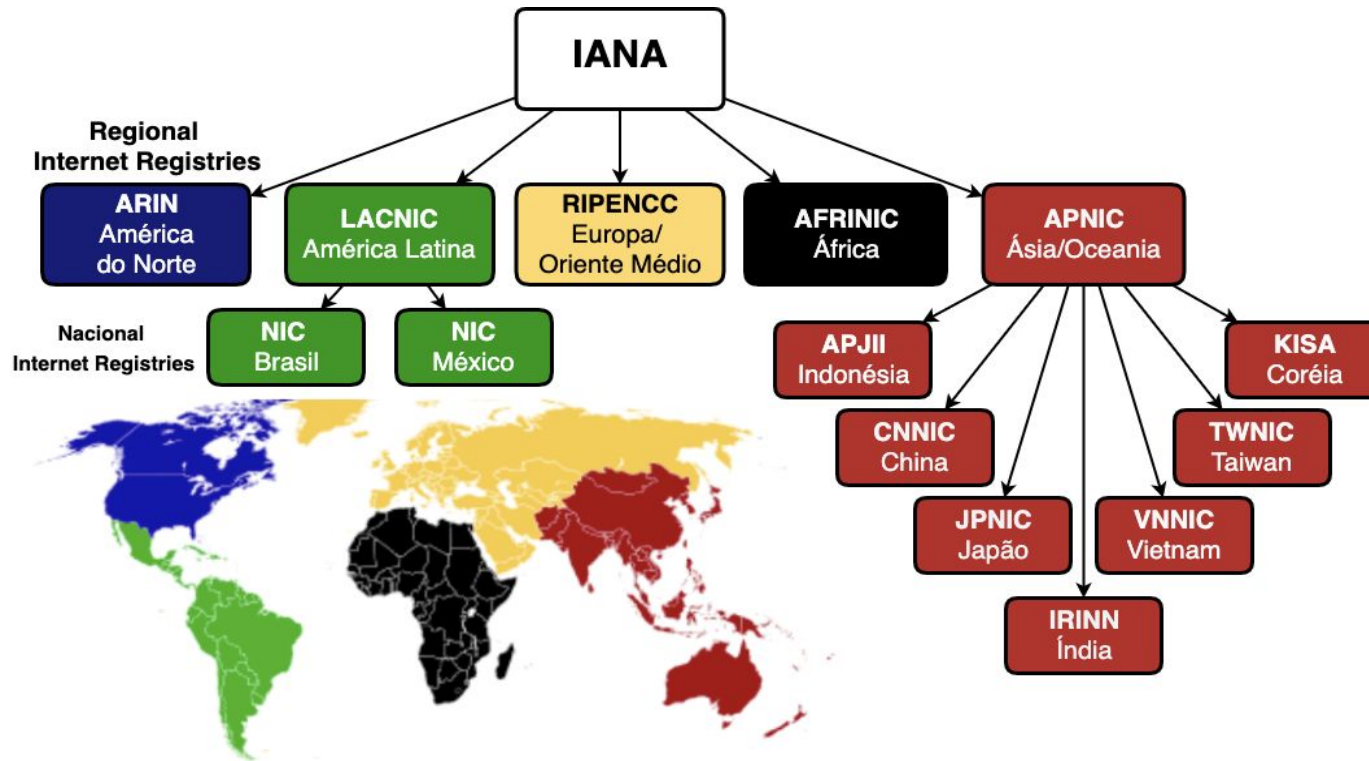 IANA
Regional
Internet Registries
ARIN
América
do Norte
LACNIC
América Latina
RIPENCC
Europa/
Oriente Médio
AFRINIC
África
APNIC
Ásia/Oceania
Nacional
Internet Registries
NIC
Brasil
NIC
México
APJII
Indonésia
KISA
Coréia
CNNIC
China
TWNIC
Taiwan
JPNIC
Japão
VNNIC
Vietnam
IRINN
Índia